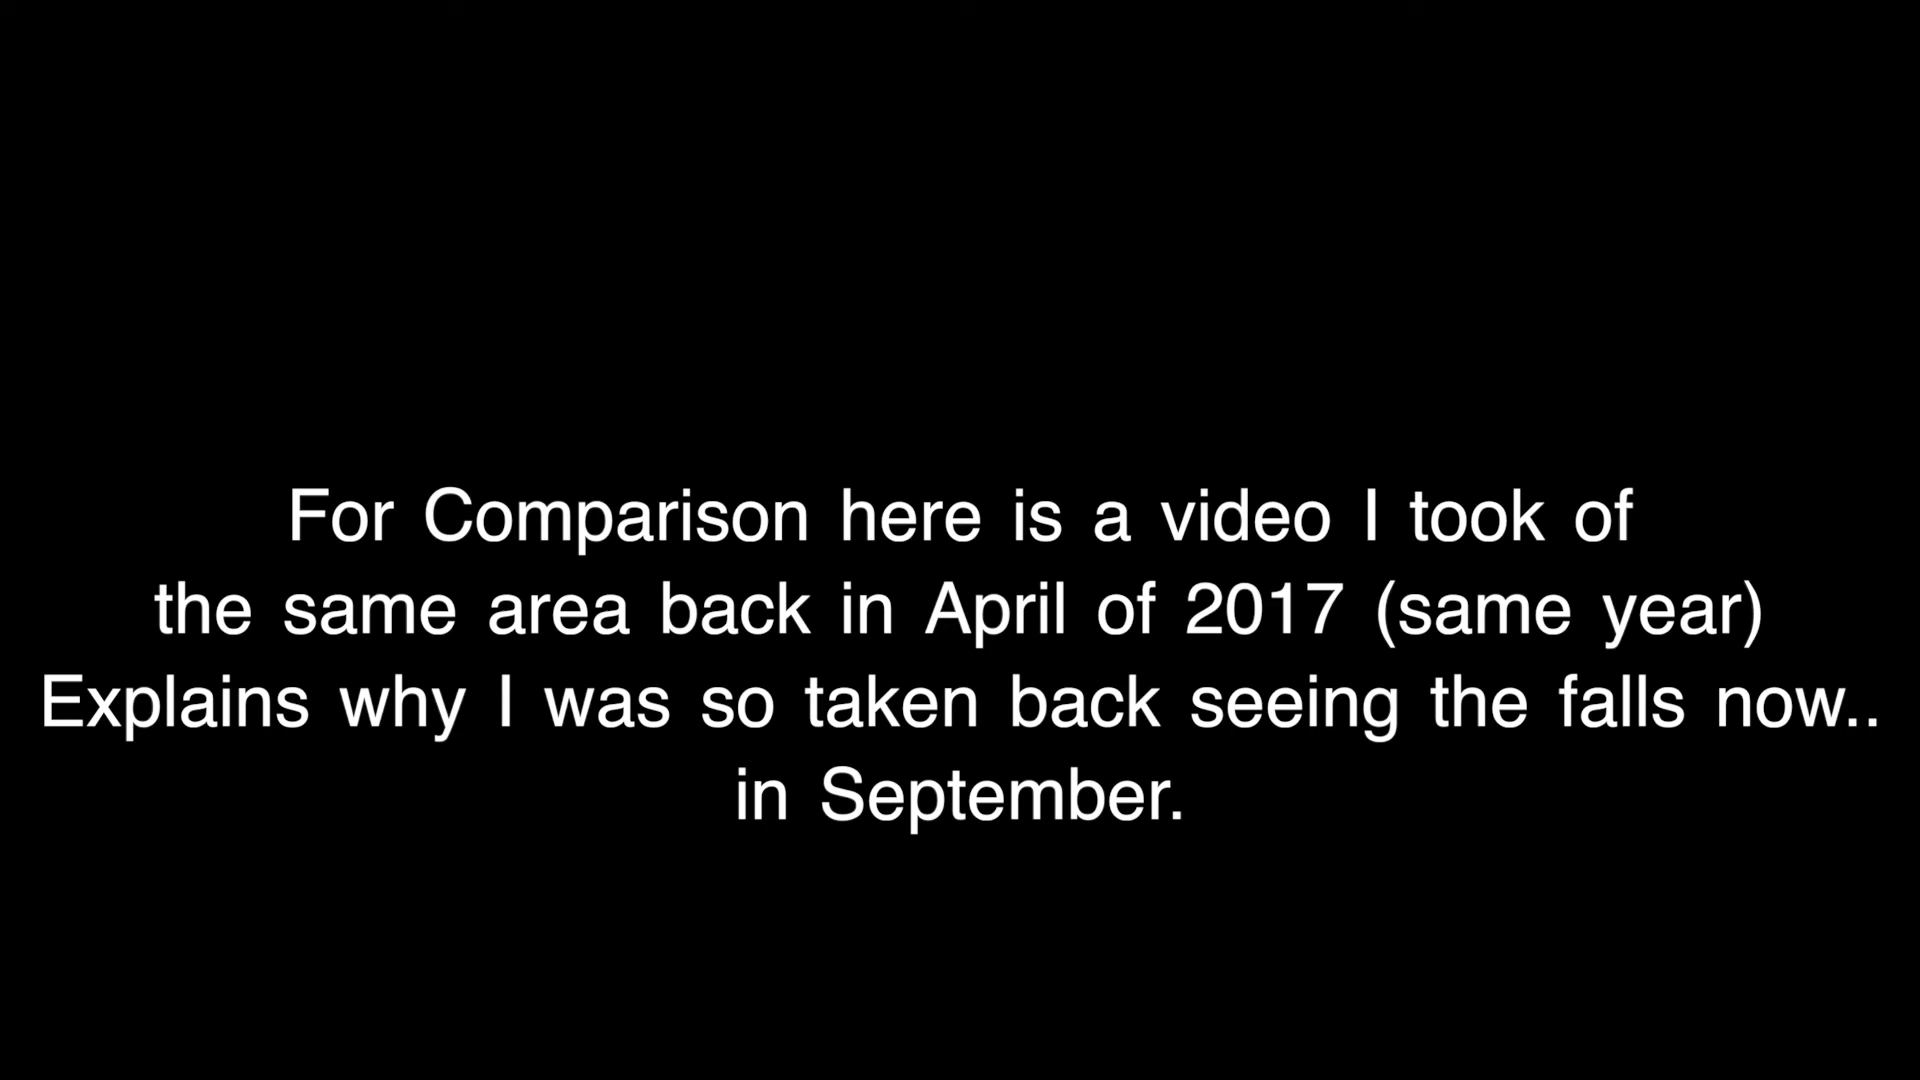 For Comparison here is a video I took of
the same area back in April of 2017 (same year)
Explains why I was so taken back seeing the falls now..
in September.